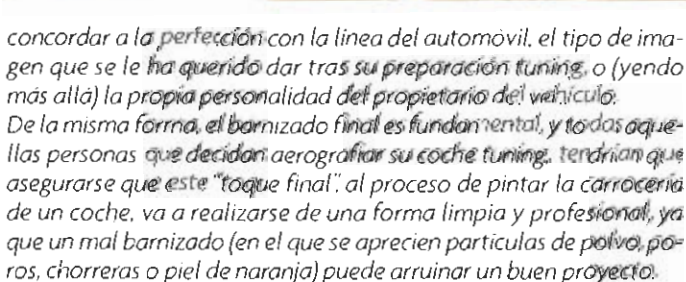 concordar a la perfección con la linea del automóvil. el tipo de ima-
gen que se le ha querido dar tras su preparación tuning, o (yendo
más allá) la propia personalidad del propietario del vehículo.
De la misma forma, el barnizado final es fundamental, y todas aque-
llas personas que decidan aerografiar su coche tuning, tendrían que
asegurarse que este "toque final", al proceso de pintar la carrocería
de un coche, va a realizarse de una forma limpia y profesional, ya
que un mal barnizado (en el que se aprecien partículas de polvo, po-
ros, chorreras o piel de naranja) puede arruinar un buen proyecto.